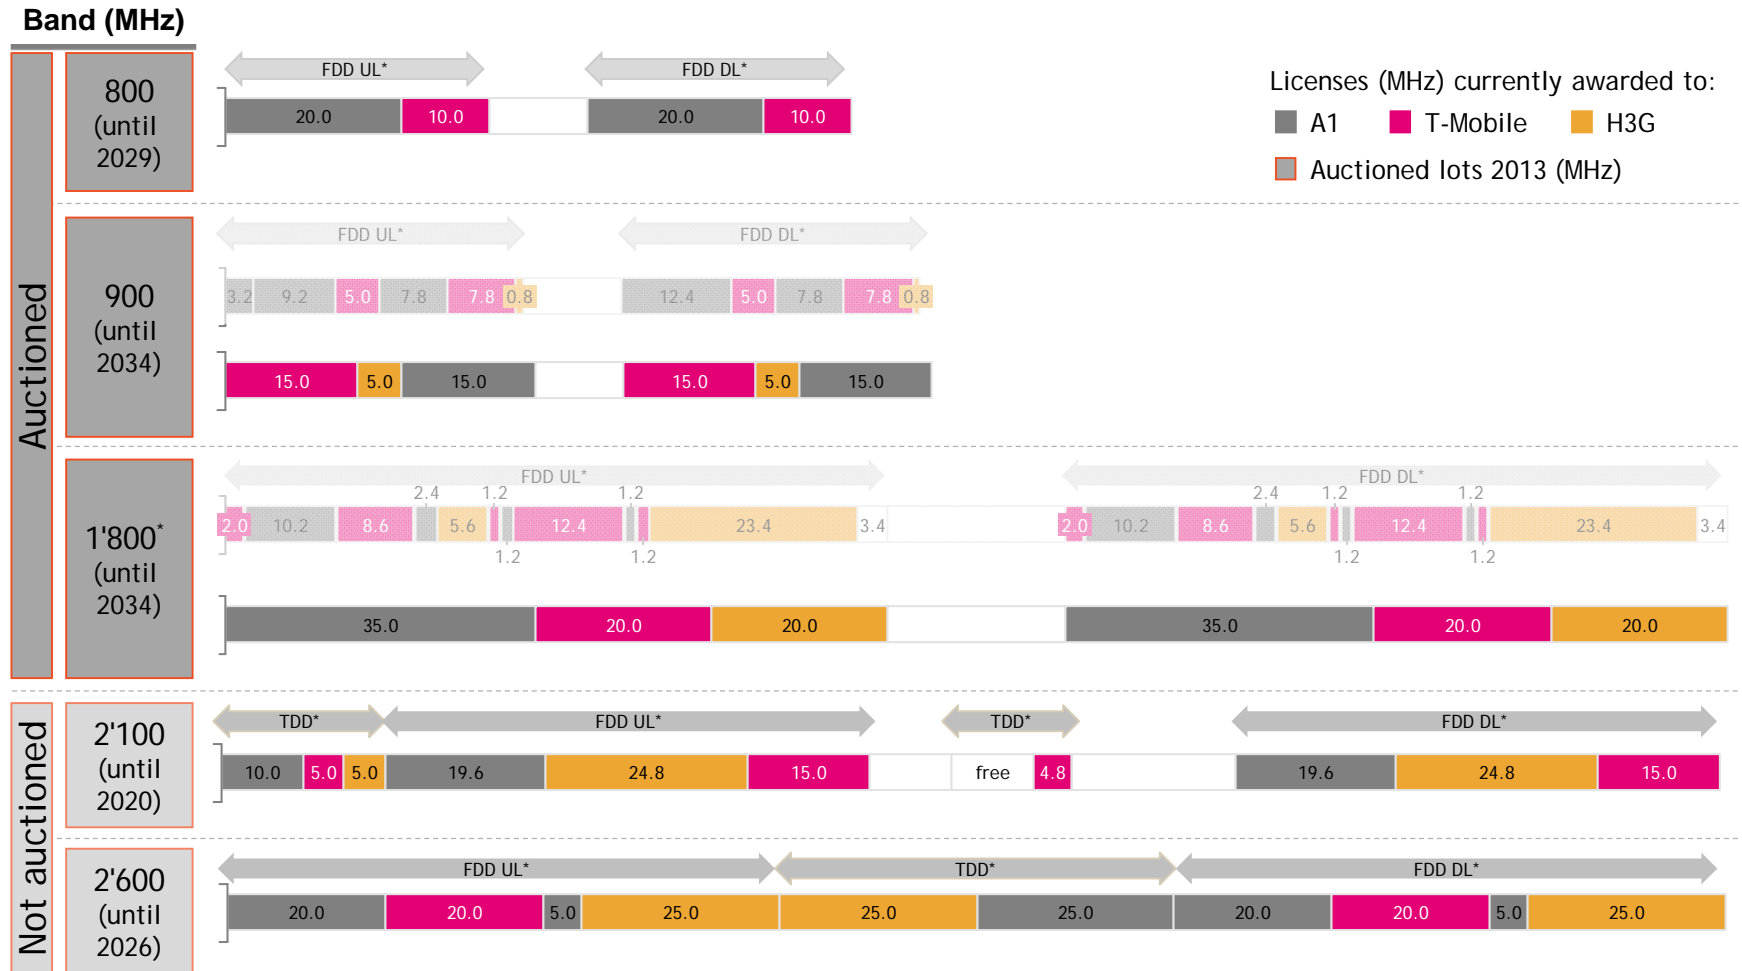 Band (MHz)
Licenses (MHz) currently awarded to:
A1 T-Mobile H3G
Auctioned lots 2013 (MHz)
Auctioned
800
(until
2029)
FDD UL* FDD DL*
20.0 10.0 20.0 10.0
900
(until
2034)
FDD UL* FDD DL*
3.2 9.2 5.0 7.8 7.8 0.8 12.4 5.0 7.8 7.8 0.8
15.0 5.0 15.0 15.0 5.0 15.0
1'800*
(until
2034)
FDD UL* FDD DL*
2.4 1.2 1.2 2.4 1.2 1.2
2.0 10.2 8.6 5.6 12.4 23.4 3.4 2.0 10.2 8.6 5.6 12.4 23.4 3.4
1.2 1.2 1.2 1.2
35.0 20.0 20.0 35.0 20.0 20.0
Not auctioned
2'100
(until
2020)
TDD* FDD UL* TDD* FDD DL*
10.0 5.0 5.0 19.6 24.8 15.0 free 4.8 19.6 24.8 15.0
2'600
(until
2026)
FDD UL* TDD* FDD DL*
20.0 20.0 5.0 25.0 25.0 25.0 20.0 20.0 5.0 25.0